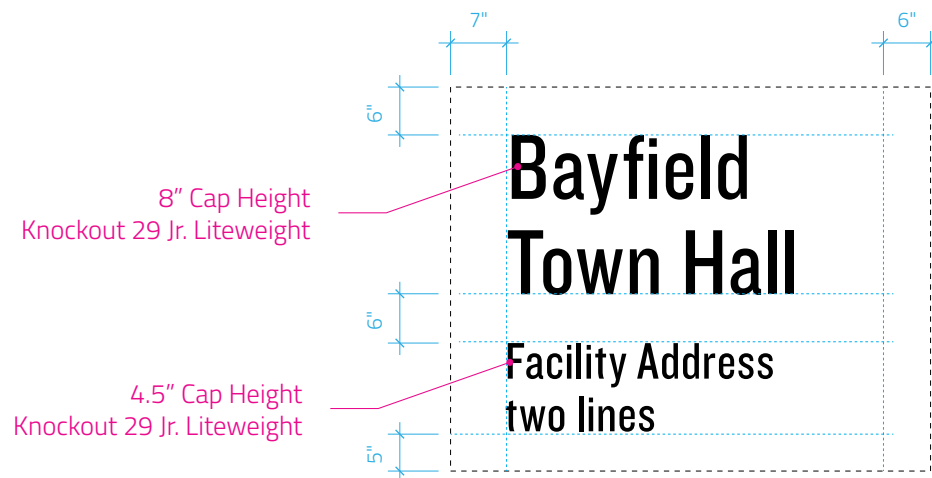 7"
6"
6"
Bayfield
8” Cap Height
Knockout 29 Jr. Liteweight
Town Hall
6"
Facility Address
4.5” Cap Height
Knockout 29 Jr. Liteweight
two lines
5"